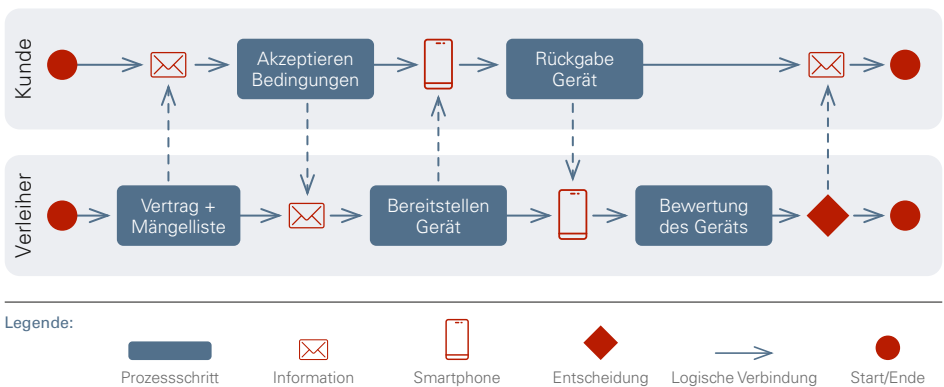 Kunde
Akzeptieren
Bedingungen
Rückgabe
Gerät
Verleiher
Vertrag +
Mängelliste
Bereitstellen
Gerät
Bewertung
des Geräts
Legende:
Prozessschritt
Information
Smartphone
Entscheidung
Logische Verbindung
Start/Ende